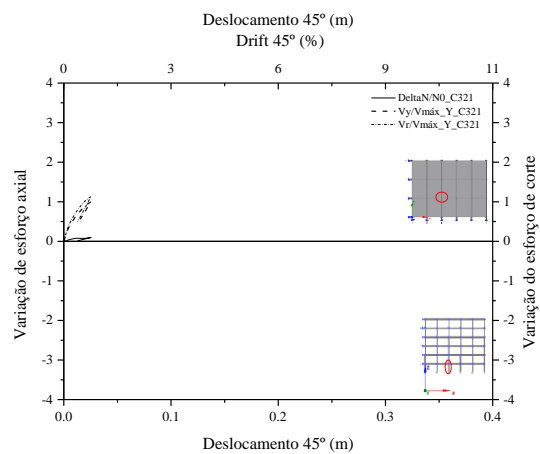 Deslocamento 45º (m)
Drift 45º (%)
0 3 6 8 11
4 4
DeltaN/N0_C321
Vy/Vmáx_Y_C321
Vr/Vmáx_Y_C321
3 3
2 2
1 1
0 0
-1 -1
-2 -2
-3 -3
-4 -4
Variação de esforço axial
Variação do esforço de corte
0.0 0.1 0.2 0.3 0.4
Deslocamento 45º (m)